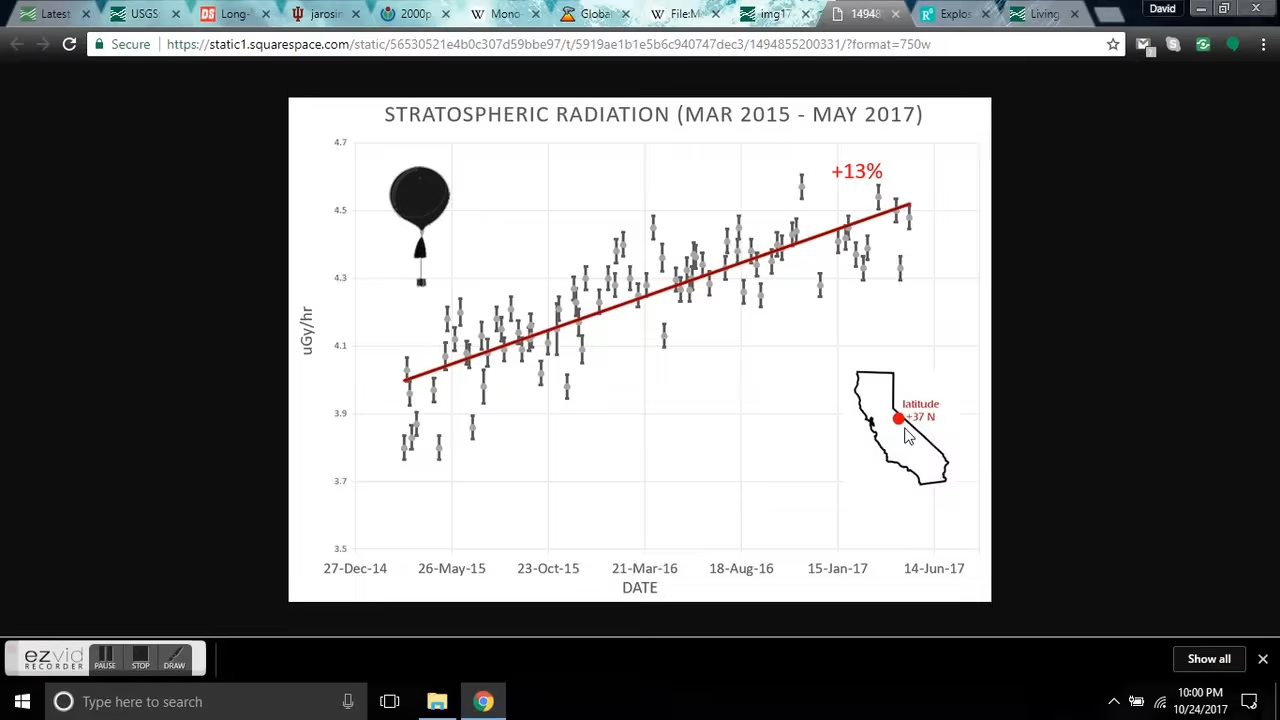 Latest
USGS
Long-
jarosin
2000p
Mono
Globa
File:M
img17
14948
Explos
Living
David
Secure
https://static1.squarespace.com/static/56530521e4b0c307d59bbe97/t/5919ae1b1e5b6c940747dec3/1494855200331/?format=750w
STRATOSPHERIC RADIATION (MAR 2015 - MAY 2017)
4.7
+13%
4.5
4.3
uGy/hr
4.1
latitude
+37 N
3.9
3.7
3.5
27-Dec-14 26-May-15 23-Oct-15 21-Mar-16 18-Aug-16 15-Jan-17 14-Jun-17
DATE
ezvid
RECORDER
PAUSE STOP DRAW
Show all
Type here to search
10:00 PM
10/24/2017